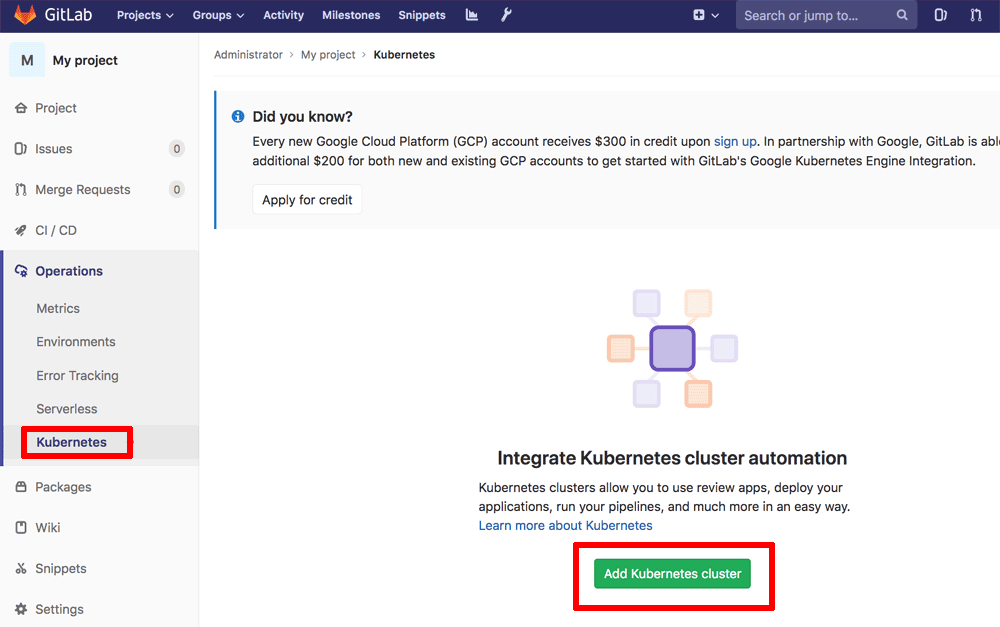 GitLab Projects Groups Activity Milestones Snippets Search or jump to...
M My project
Administrator › My project › Kubernetes
Project
Issues 0
Merge Requests 0
CI / CD
Operations
Metrics
Environments
Error Tracking
Serverless
Kubernetes
Packages
Wiki
Snippets
Settings
Did you know?
Every new Google Cloud Platform (GCP) account receives $300 in credit upon sign up. In partnership with Google, GitLab is able
additional $200 for both new and existing GCP accounts to get started with GitLab's Google Kubernetes Engine Integration.
Apply for credit
Integrate Kubernetes cluster automation
Kubernetes clusters allow you to use review apps, deploy your
applications, run your pipelines, and much more in an easy way.
Learn more about Kubernetes
Add Kubernetes cluster